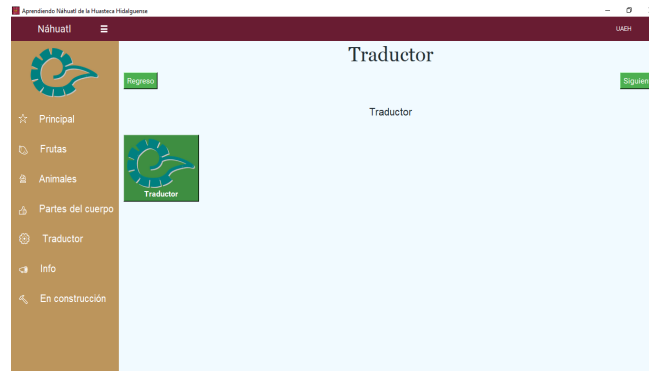 Aprendiendo Náhuatl de la Huasteca Hidalguense
Náhuatl
UAEH
Traductor
Regreso
Siguien
Traductor
Principal
Frutas
Animales
Partes del cuerpo
Traductor
Info
En construcción
Traductor